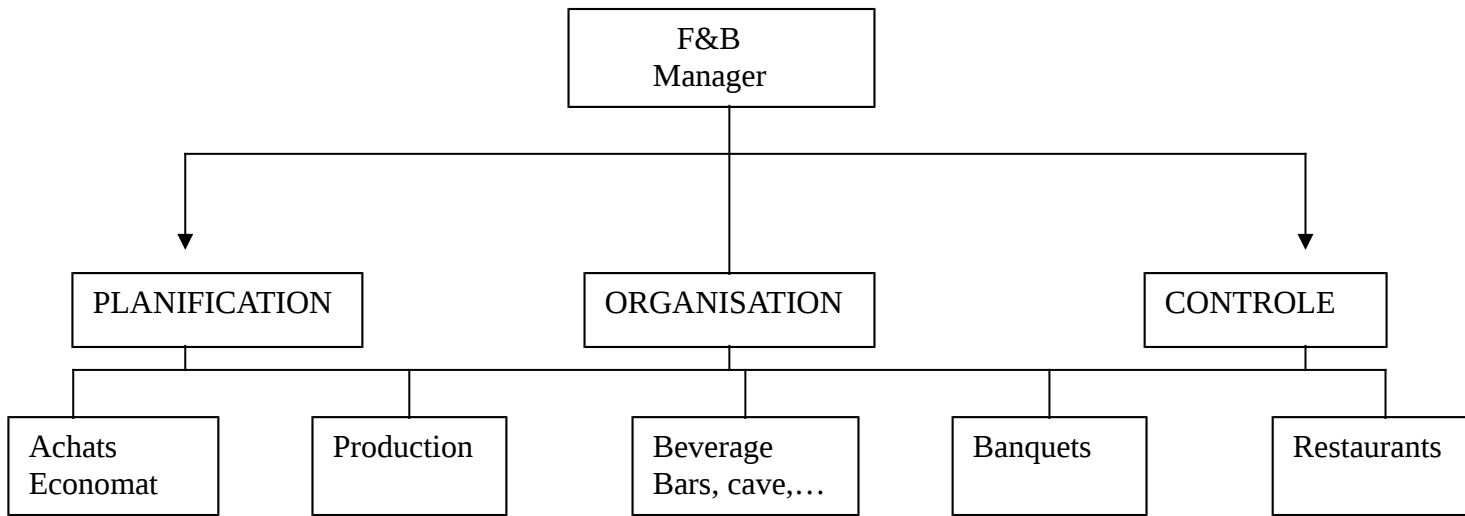 F&B
Manager
PLANIFICATION
ORGANISATION
CONTROLE
Achats
Economat
Production
Beverage
Bars, cave,…
Banquets
Restaurants